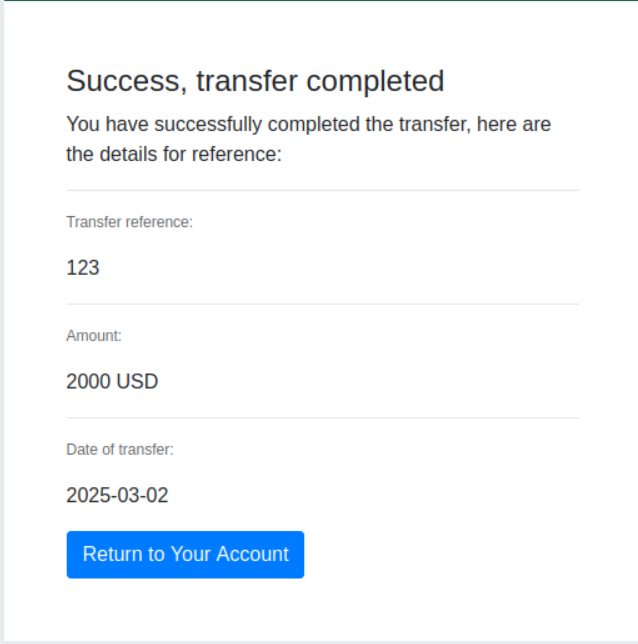 Success, transfer completed
You have successfully completed the transfer, here are
the details for reference:
Transfer reference:
123
Amount:
2000 USD
Date of transfer:
2025-03-02
Return to Your Account